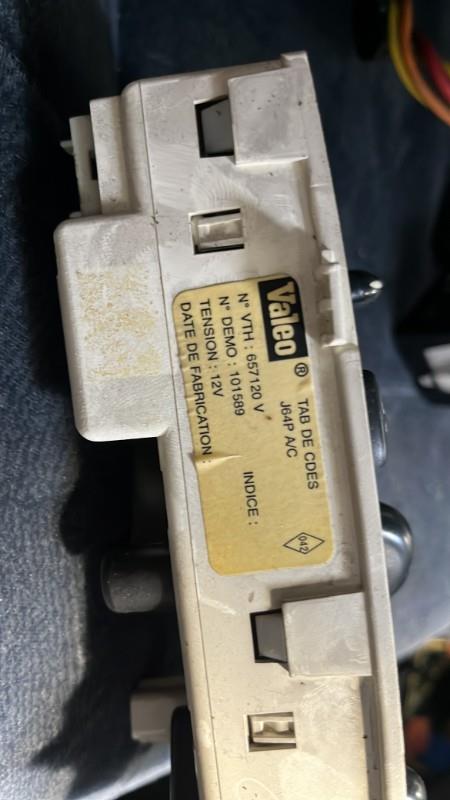 Valeo ®
TAB DE CDES
J64P A/C
N° VTH : 657120 V
N° DEMO : 101589
INDICE :
TENSION : 12V
DATE DE FABRICATION :
042